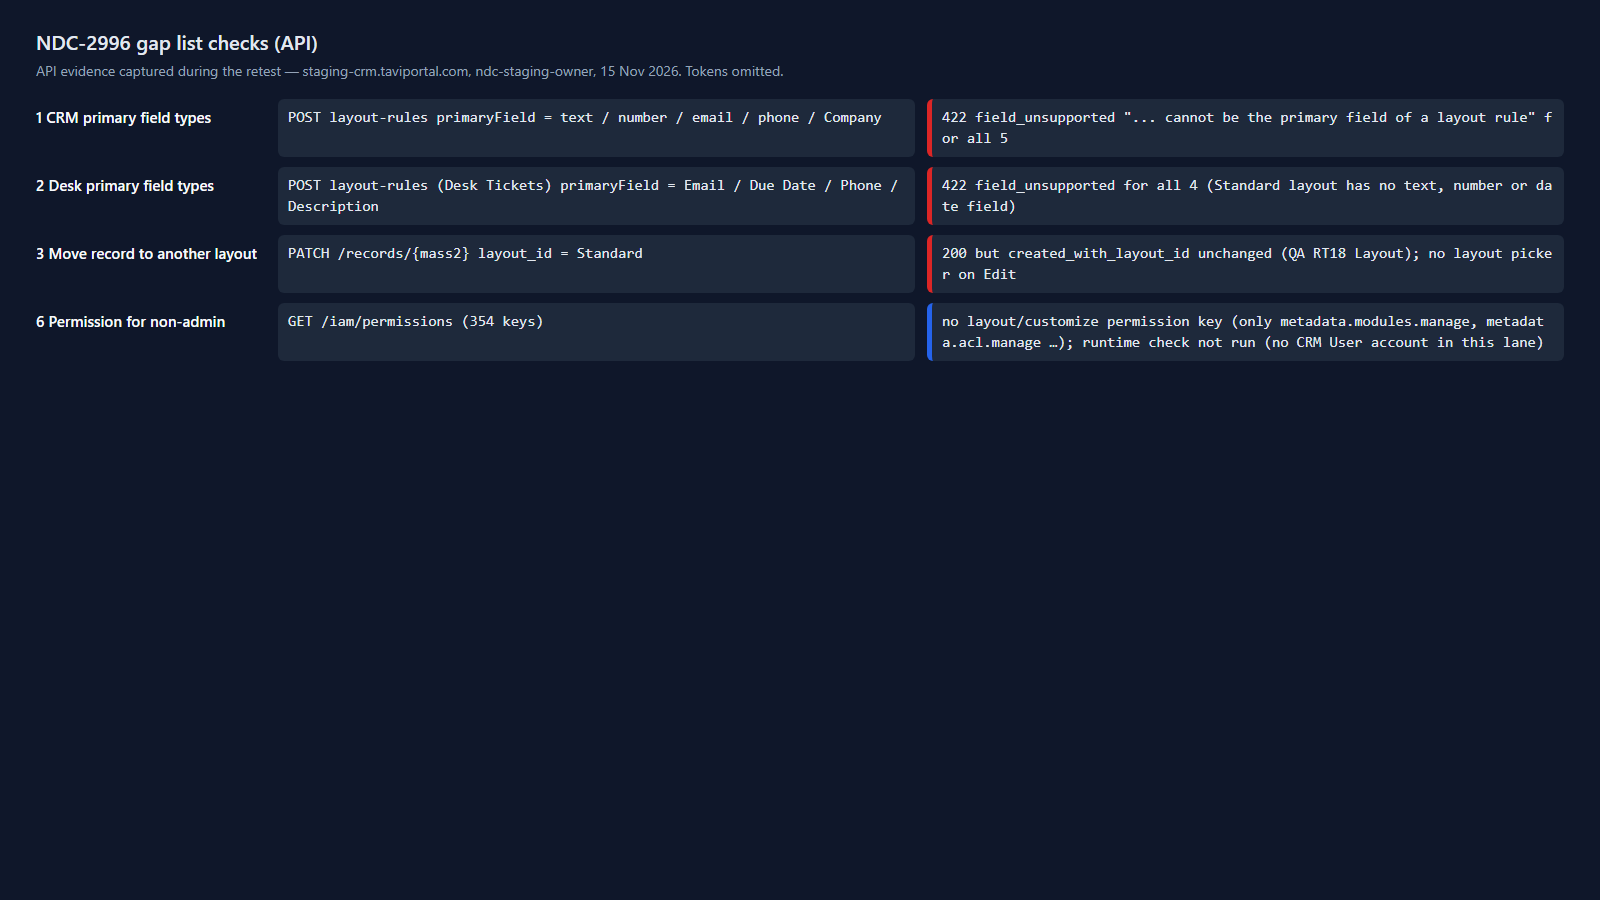 NDC-2996 gap list checks (API)
API evidence captured during the retest — staging-crm.taviportal.com, ndc-staging-owner, 15 Nov 2026. Tokens omitted.
1 CRM primary field types
POST layout-rules primaryField = text / number / email / phone / Company
422 field_unsupported "... cannot be the primary field of a layout rule" f
or all 5
2 Desk primary field types
POST layout-rules (Desk Tickets) primaryField = Email / Due Date / Phone /
Description
422 field_unsupported for all 4 (Standard layout has no text, number or da
te field)
3 Move record to another layout
PATCH /records/{mass2} layout_id = Standard
200 but created_with_layout_id unchanged (QA RT18 Layout); no layout picke
r on Edit
6 Permission for non-admin
GET /iam/permissions (354 keys)
no layout/customize permission key (only metadata.modules.manage, metadat
a.acl.manage …); runtime check not run (no CRM User account in this lane)